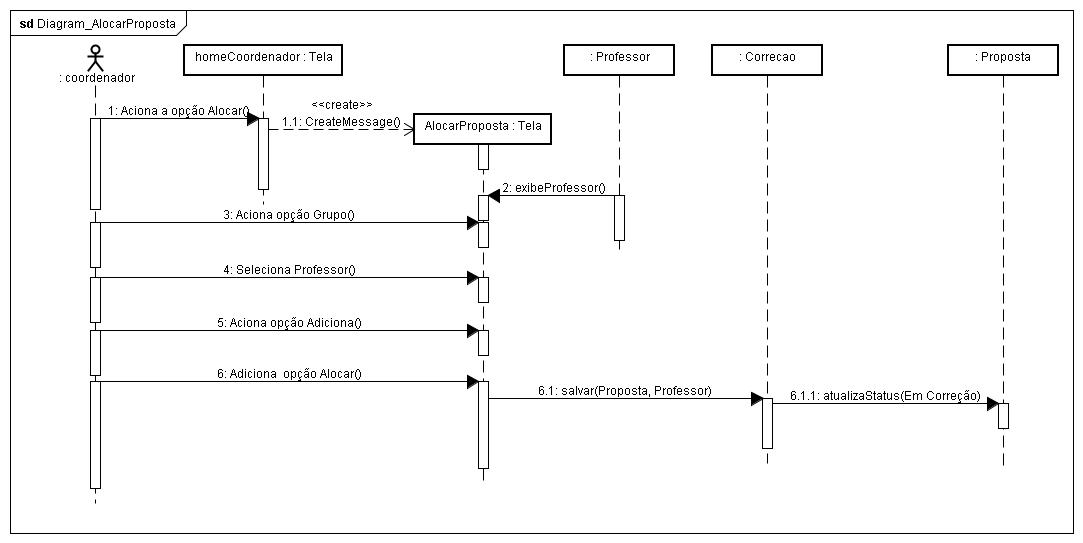 sd Diagram_AlocarProposta
: coordenador
homeCoordenador : Tela
: Professor
: Correcao
: Proposta
1: Aciona a opção Alocar()
<<create>>
1.1: CreateMessage()
AlocarProposta : Tela
2: exibeProfessor()
3: Aciona opção Grupo()
4: Seleciona Professor()
5: Aciona opção Adiciona()
6: Adiciona  opção Alocar()
6.1: salvar(Proposta, Professor)
6.1.1: atualizaStatus(Em Correção)